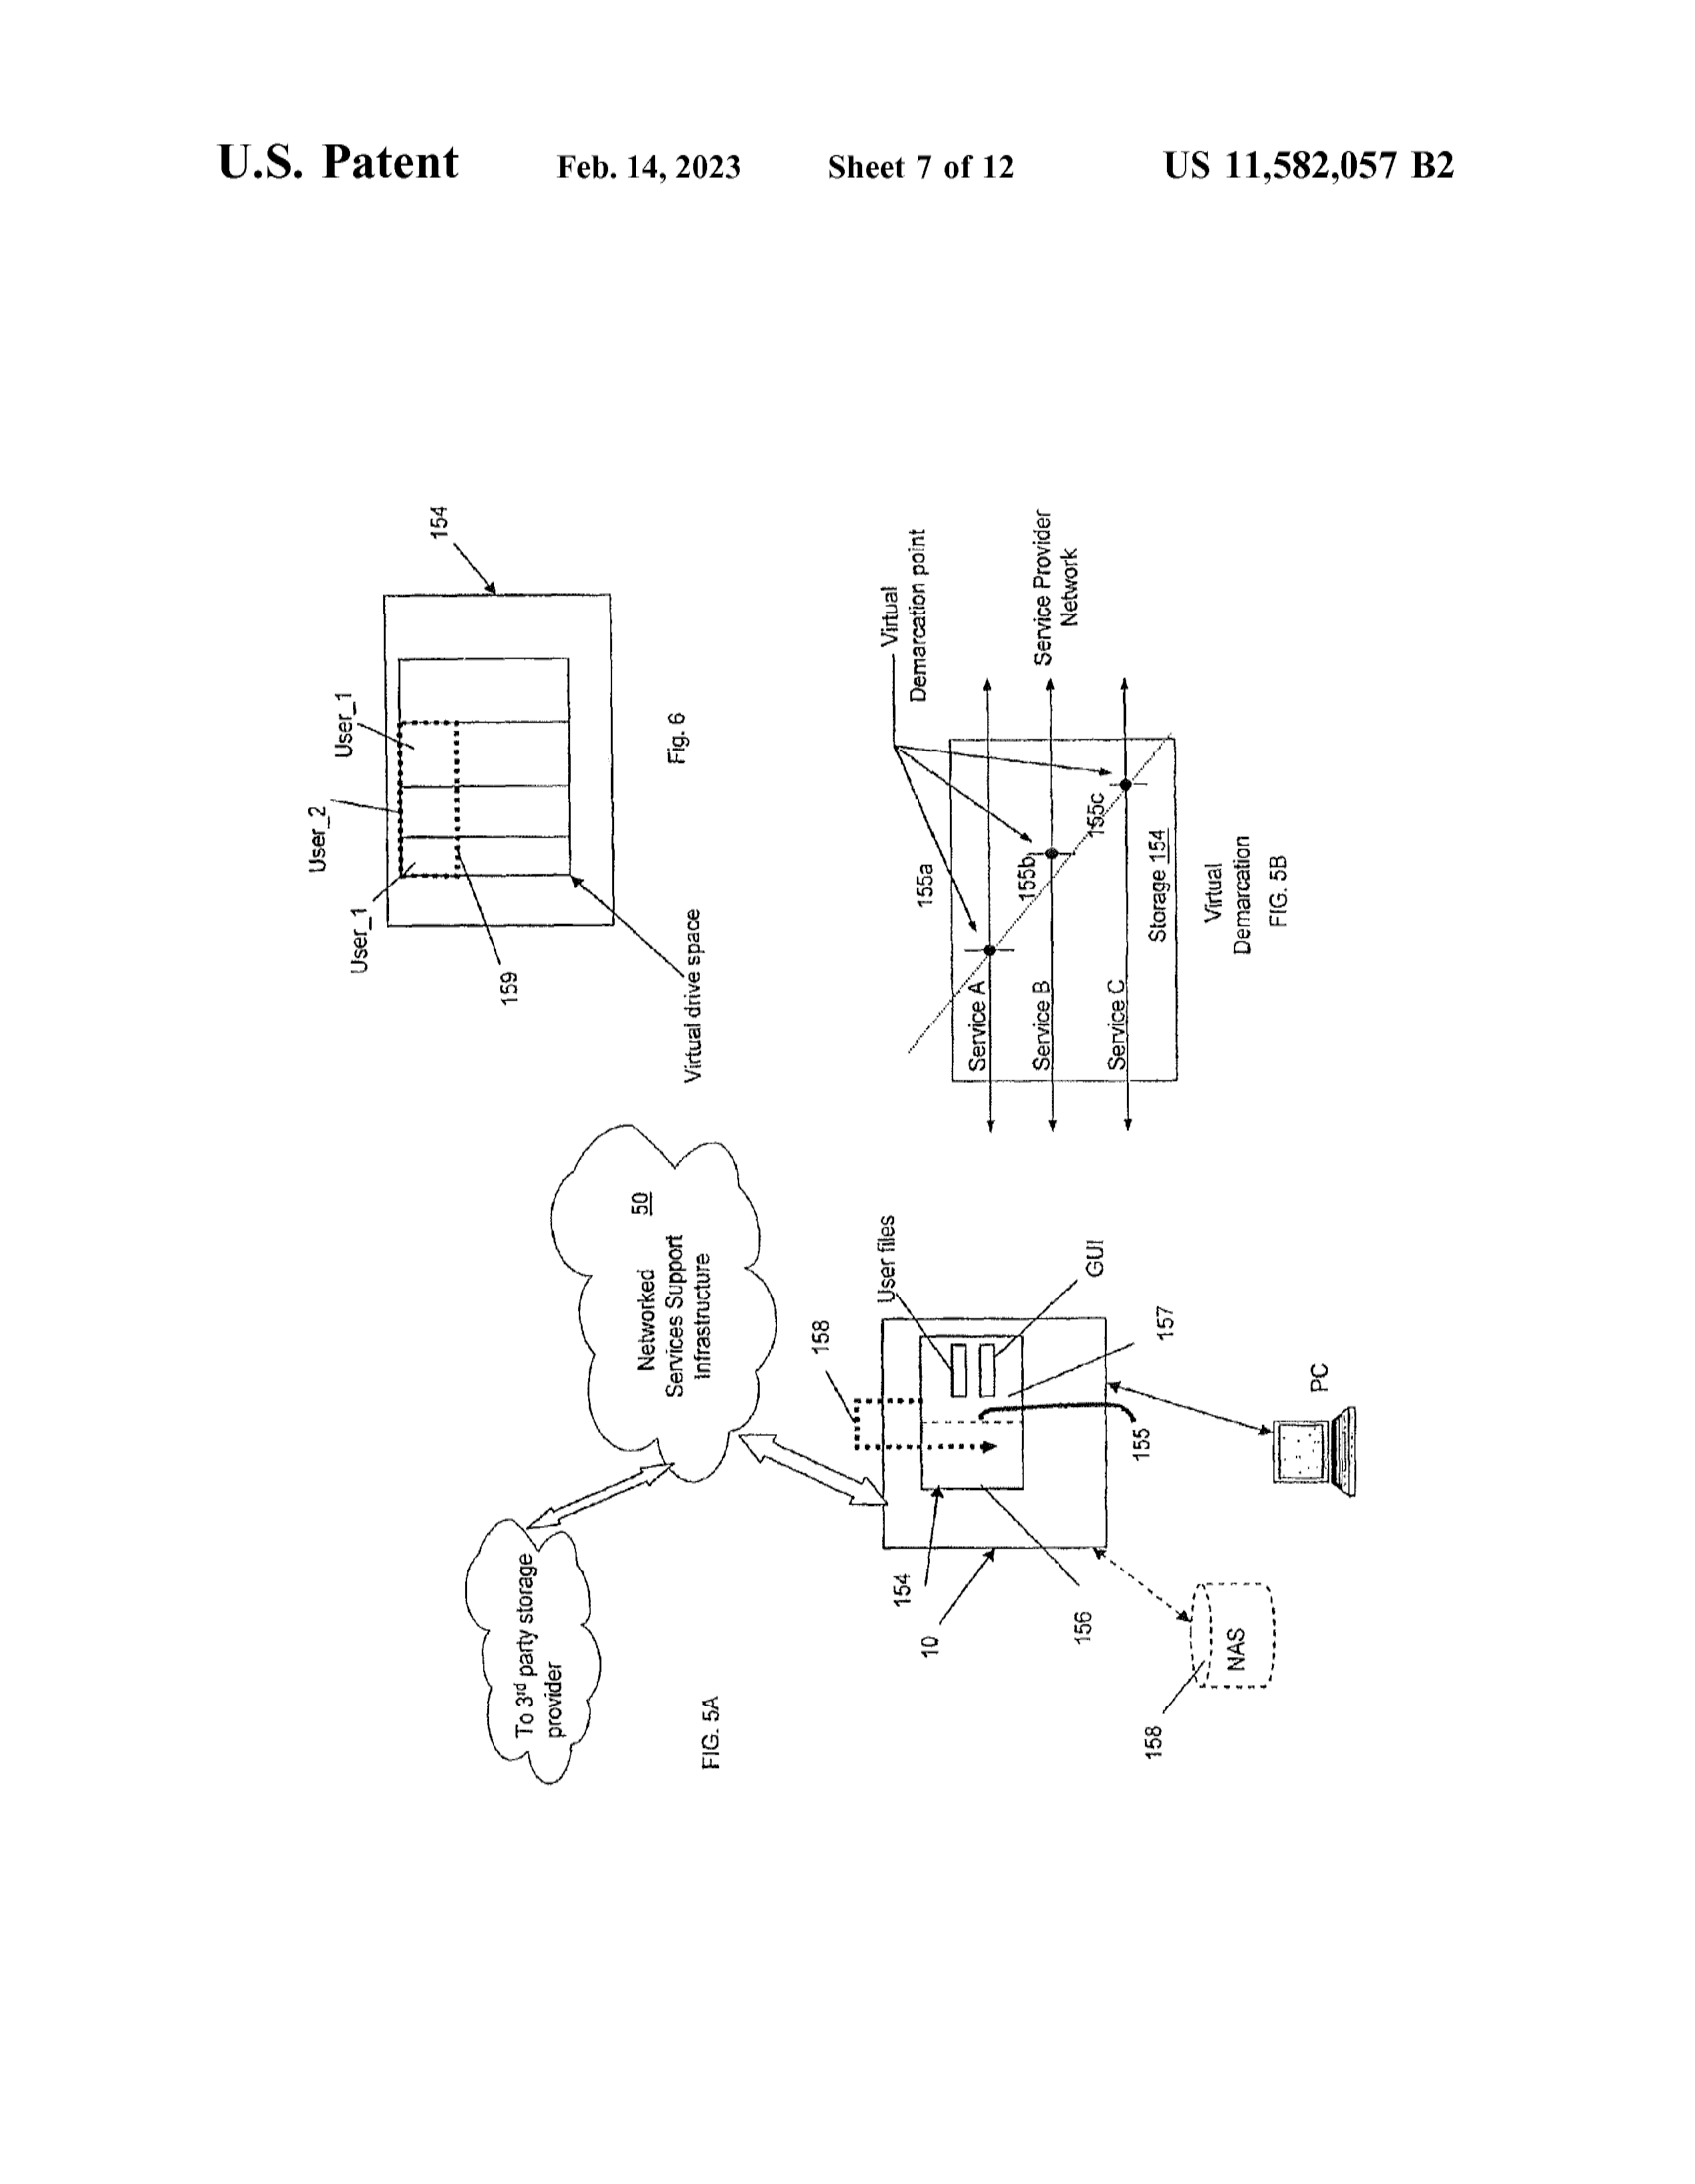 U.S. Patent Feb. 14, 2023 Sheet 7 of 12 US 11,582,057 B2
To 3rd party storage
provider
Networked 50
Services Support
Infrastructure
158
User files
GUI
157
155
154
10
156
PC
NAS
158
FIG. 5A
User_1
User_2
User_1
154
159
Virtual drive space
Fig. 6
Virtual
Demarcation point
Service Provider
Network
155a
155b
155c
Service A
Service B
Service C
Storage 154
Virtual
Demarcation
FIG. 5B